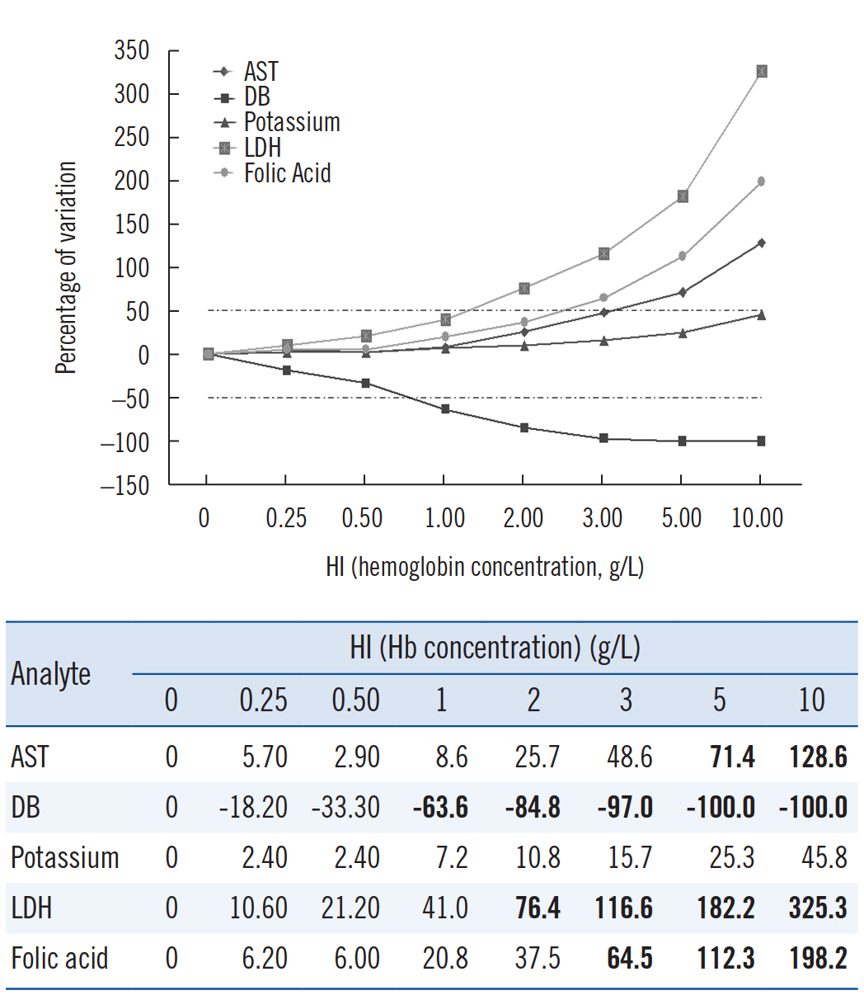 350
300
250
200
150
100
50
0
–50
–100
–150
Percentage of variation
AST
DB
Potassium
LDH
Folic Acid
0 0.25 0.50 1.00 2.00 3.00 5.00 10.00
HI (hemoglobin concentration, g/L)
Analyte
HI (Hb concentration) (g/L)
0 0.25 0.50 1 2 3 5 10
AST 0 5.70 2.90 8.6 25.7 48.6 71.4 128.6
DB 0 -18.20 -33.30 -63.6 -84.8 -97.0 -100.0 -100.0
Potassium 0 2.40 2.40 7.2 10.8 15.7 25.3 45.8
LDH 0 10.60 21.20 41.0 76.4 116.6 182.2 325.3
Folic acid 0 6.20 6.00 20.8 37.5 64.5 112.3 198.2